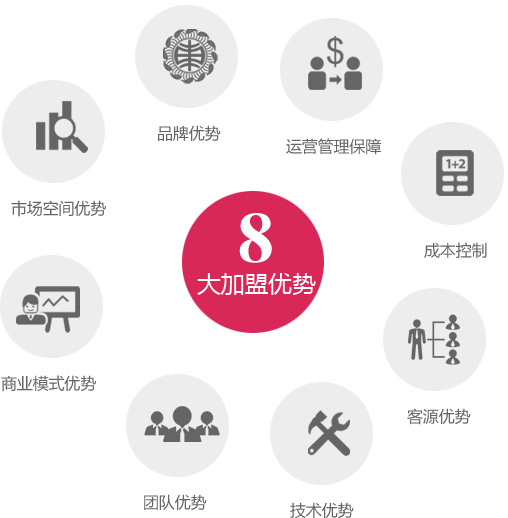 品牌优势
$
运营管理保障
市场空间优势
1+2
成本控制
8
大加盟优势
商业模式优势
客源优势
团队优势
技术优势